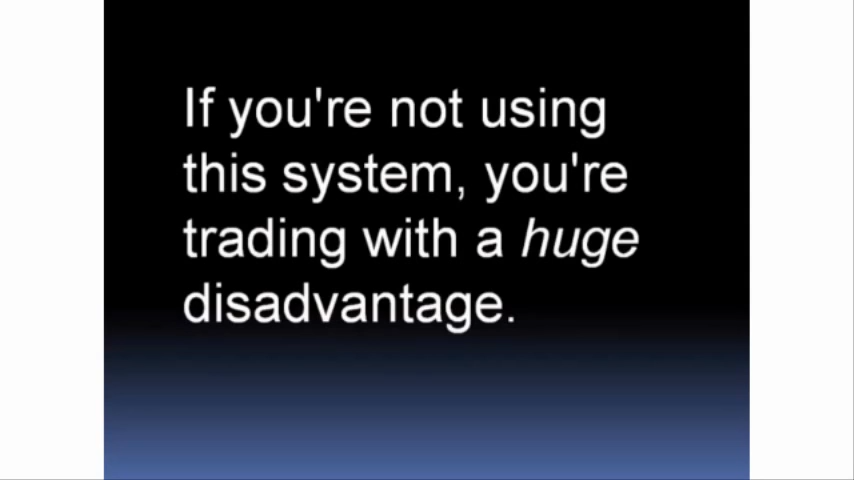 If you're not using
this system, you're
trading with a huge
disadvantage.